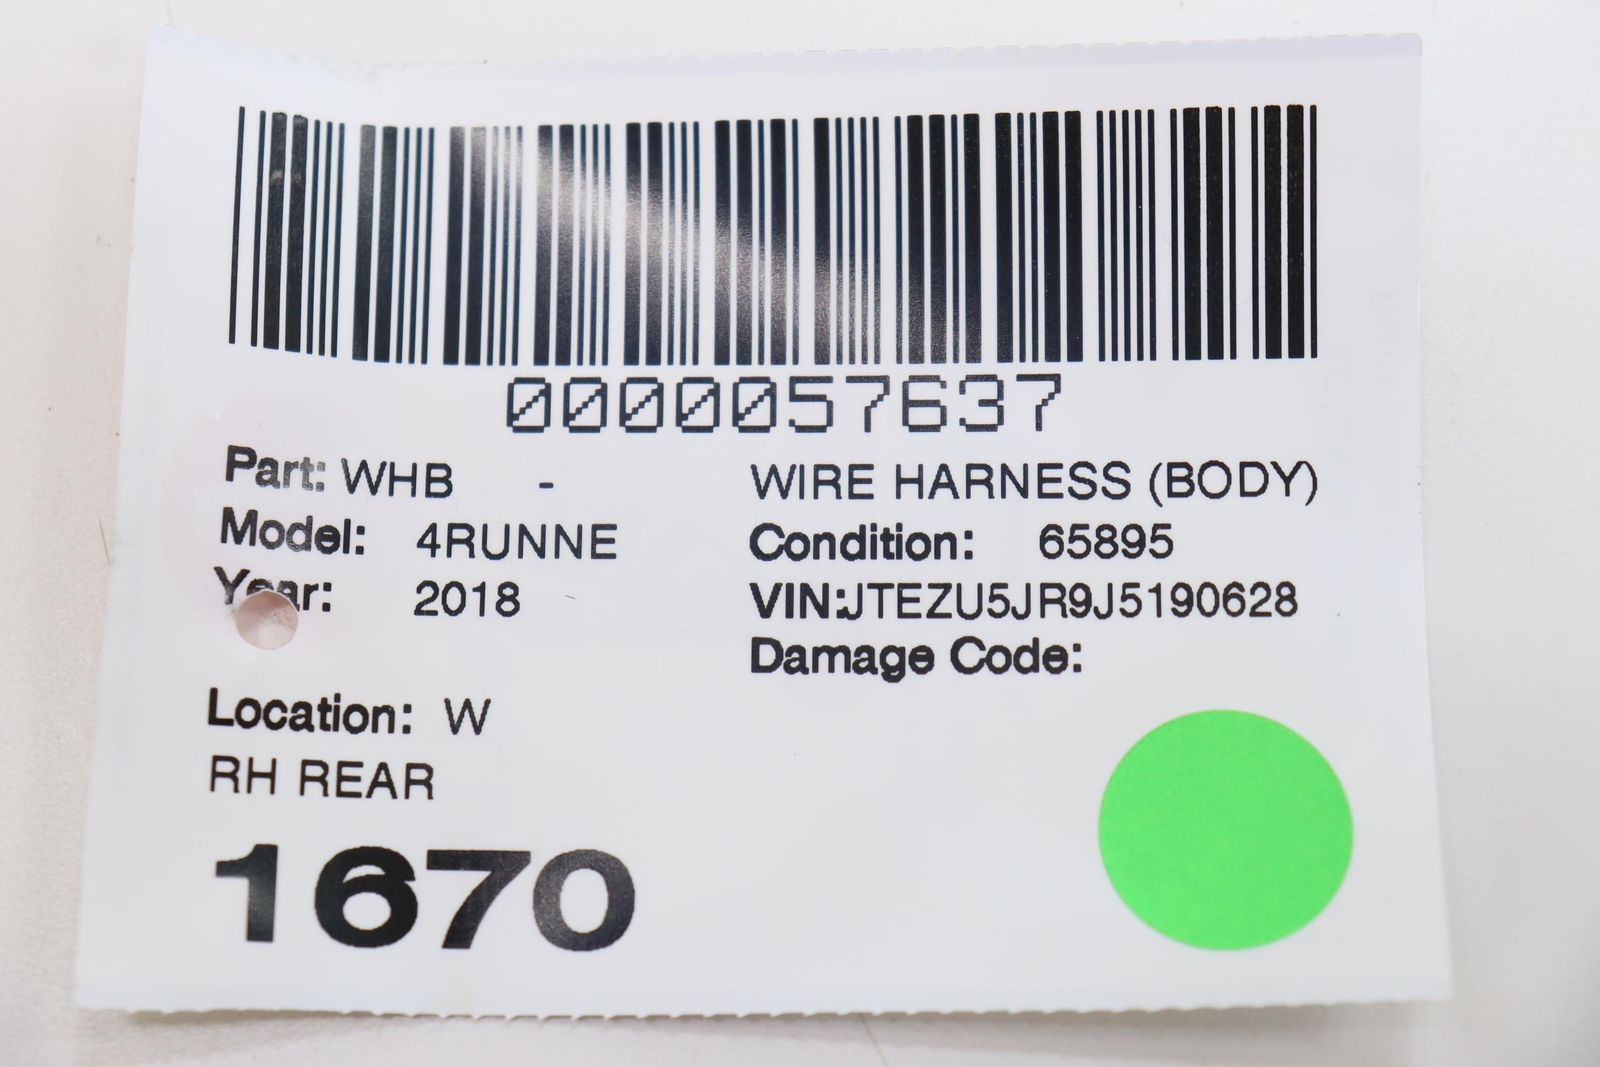 0000057637
Part: WHB - WIRE HARNESS (BODY)
Model: 4RUNNE Condition: 65895
Year: 2018 VIN:JTEZU5JR9J5190628
Damage Code:
Location: W
RH REAR
1670